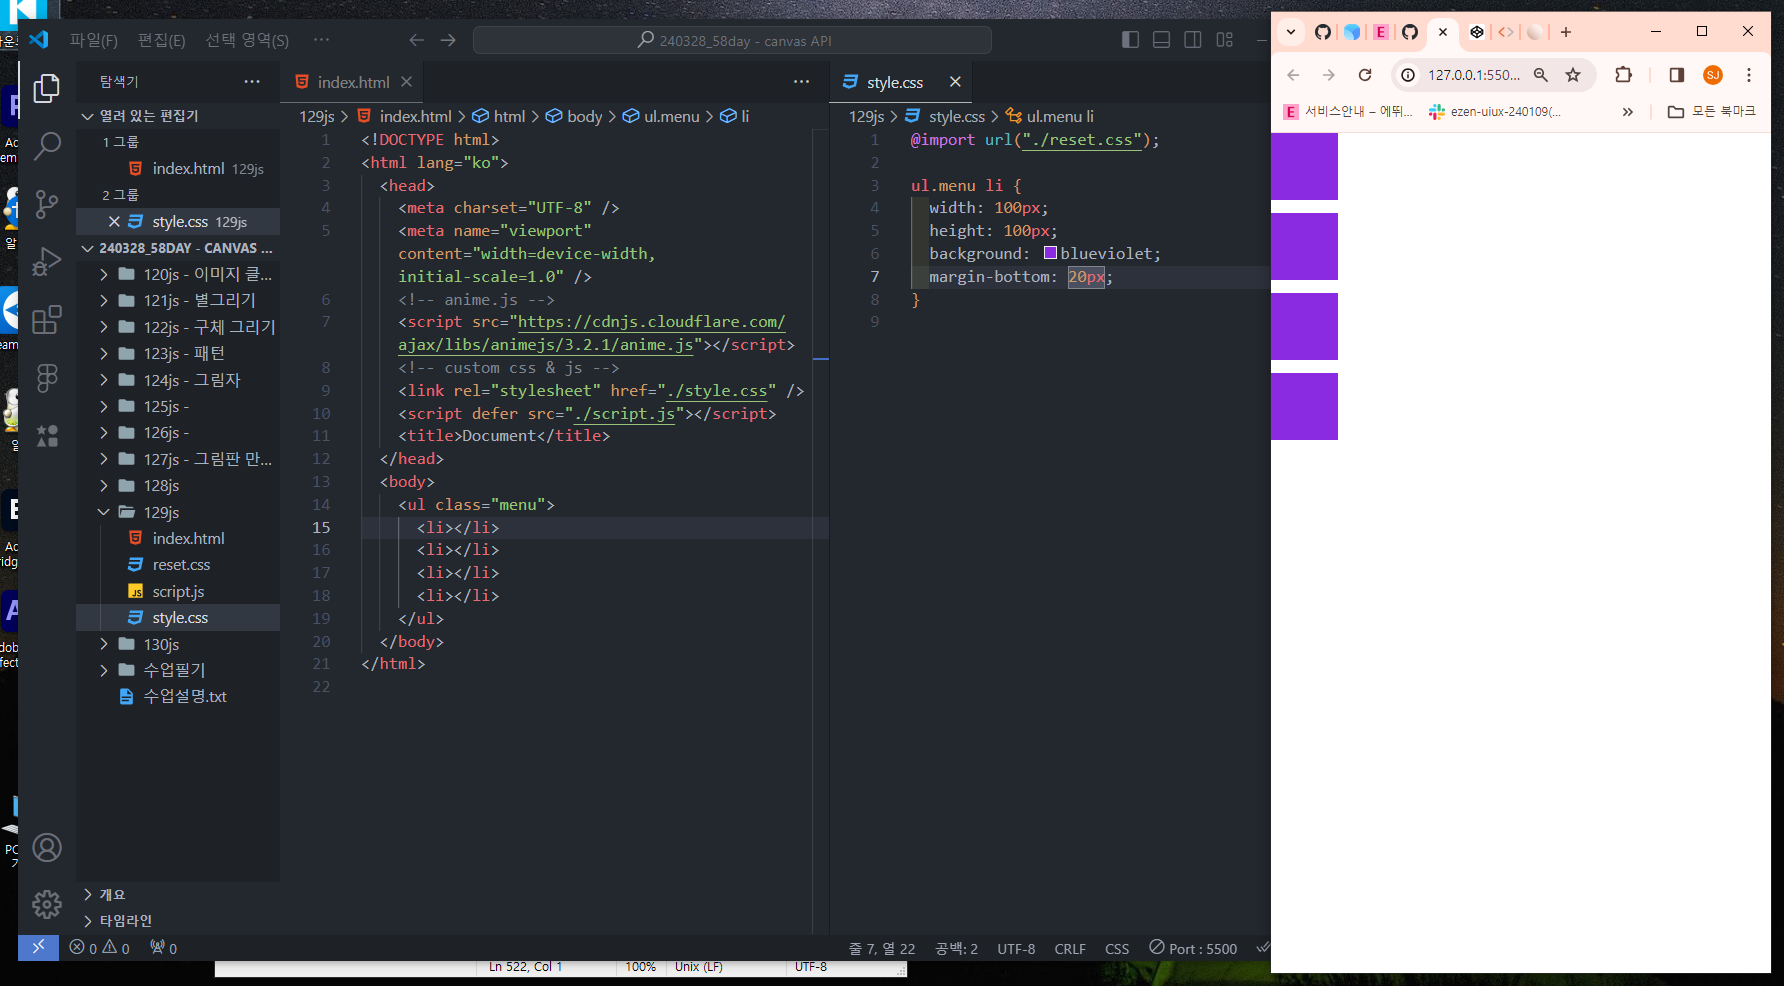 파일(F) 편집(E) 선택 영역(S) ···
240328_58day - canvas API
탐색기 ···
열려 있는 편집기
1 그룹
index.html 129js
2 그룹
style.css 129js
240328_58DAY - CANVAS ...
120js - 이미지 클...
121js - 별그리기
122js - 구체 그리기
123js - 패턴
124js - 그림자
125js -
126js -
127js - 그림판 만...
128js
129js
index.html
reset.css
script.js
style.css
130js
수업필기
수업설명.txt
개요
타임라인
index.html
129js > index.html > html > body > ul.menu > li
1 <!DOCTYPE html>
2 <html lang="ko">
3 <head>
4 <meta charset="UTF-8" />
5 <meta name="viewport"
content="width=device-width,
initial-scale=1.0" />
6 <!-- anime.js -->
7 <script src="https://cdnjs.cloudflare.com/
ajax/libs/animejs/3.2.1/anime.js"></script>
8 <!-- custom css & js -->
9 <link rel="stylesheet" href="./style.css" />
10 <script defer src="./script.js"></script>
11 <title>Document</title>
12 </head>
13 <body>
14 <ul class="menu">
15 <li></li>
16 <li></li>
17 <li></li>
18 <li></li>
19 </ul>
20 </body>
21 </html>
22
style.css
129js > style.css > ul.menu li
1 @import url("./reset.css");
2
3 ul.menu li {
4 width: 100px;
5 height: 100px;
6 background: blueviolet;
7 margin-bottom: 20px;
8 }
9
0 0 0
줄 7, 열 22 공백: 2 UTF-8 CRLF CSS Port : 5500
Ln 522, Col 1 100% Unix (LF) UTF-8
127.0.0.1:550...
SJ
E 서비스안내 – 에뛰... ezen-uiux-240109(... » 모든 북마크